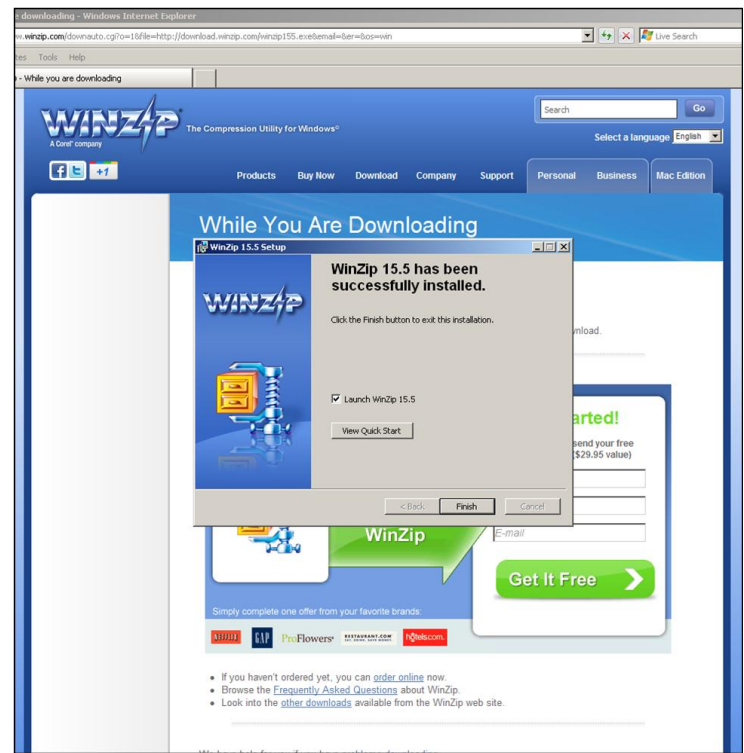 e downloading - Windows Internet Explorer
w.winzip.com/downauto.cgi?o=1&file=http://download.winzip.com/winzip155.exe&email=&er=&os=win
Live Search
tes Tools Help
- While you are downloading
WINZIP
The Compression Utility for Windows®
A Corel® company
Search
Go
Select a language English
f t +1
Products Buy Now Download Company Support Personal Business Mac Edition
While You Are Downloading
WinZip 15.5 Setup
WinZip 15.5 has been
successfully installed.
WINZIP
Click the Finish button to exit this installation.
Launch WinZip 15.5
View Quick Start
< Back Finish Cancel
nload.
arted!
send your free
($29.95 value)
WinZip
E-mail
Get It Free
Simply complete one offer from your favorite brands:
NETFLIX GAP ProFlowers RESTAURANT.COM hotels.com
If you haven't ordered yet, you can order online now.
Browse the Frequently Asked Questions about WinZip.
Look into the other downloads available from the WinZip web site.